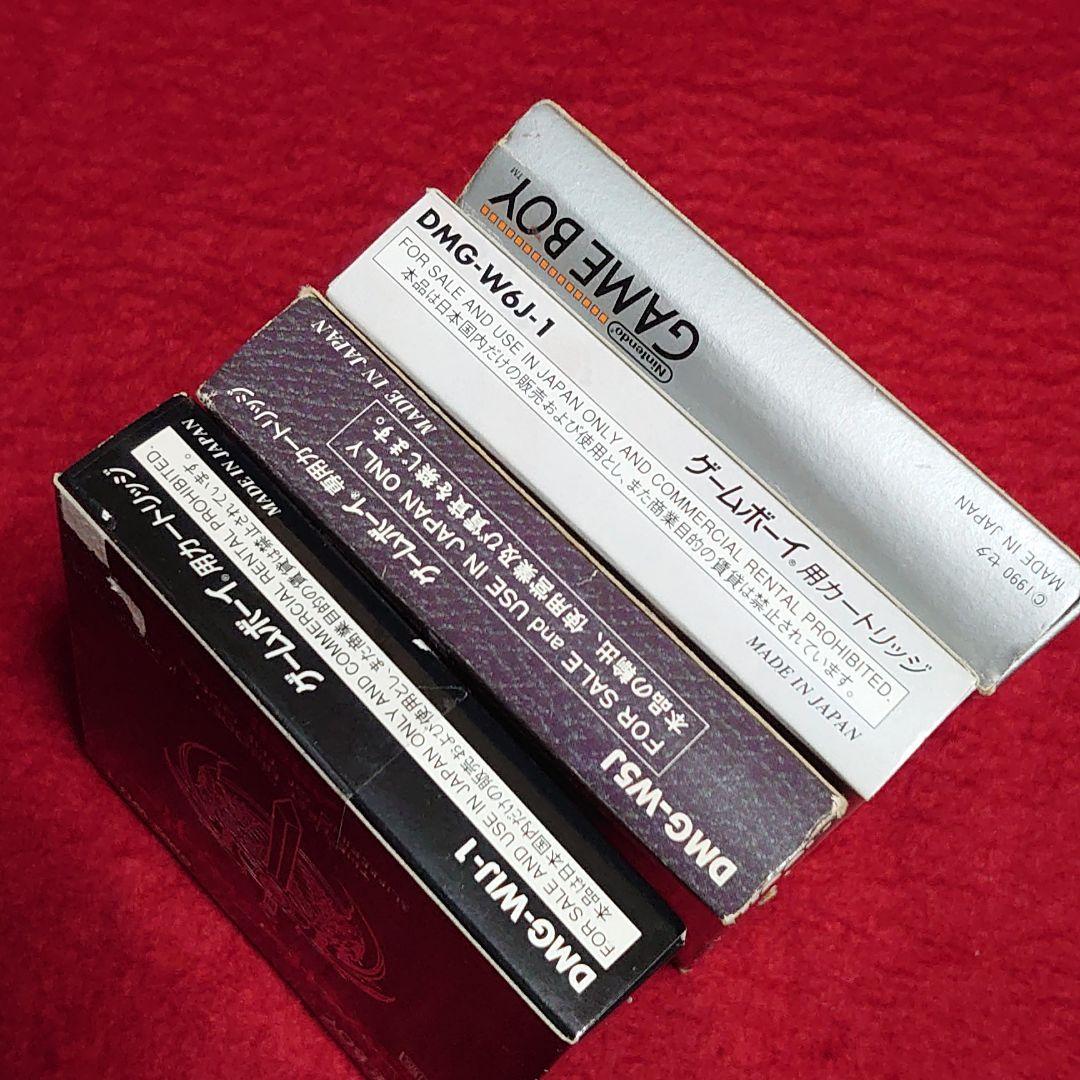 GAME BOY™
Nintendo®
©1990 セタ
MADE IN JAPAN
DMG-W6J-1
ゲームボーイ®用カートリッジ
FOR SALE AND USE IN JAPAN ONLY AND COMMERCIAL RENTAL PROHIBITED.
本品は日本国内だけの販売および使用とし、また商業目的の賃貸は禁止されています。
MADE IN JAPAN
MADE IN JAPAN
ゲームボーイ®専用カートリッジ
FOR SALE and USE IN JAPAN ONLY
本品の輸出、使用営業及び賃貸を禁じます。
DMG-W5J
MADE IN JAPAN
ゲームボーイ®用カートリッジ
FOR SALE AND USE IN JAPAN ONLY AND COMMERCIAL RENTAL PROHIBITED.
本品は日本国内だけの販売および使用とし、また商業目的の賃貸は禁止されています。
DMG-WIJ-1